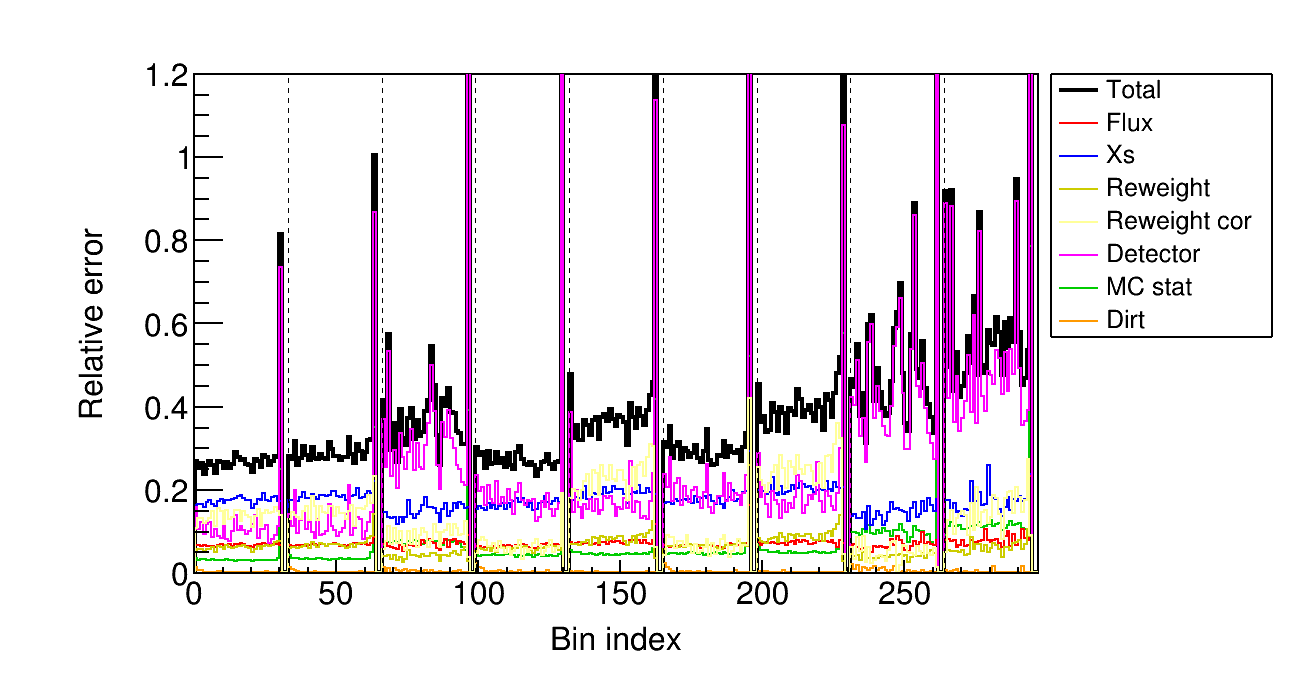 1.2
1
0.8
0.6
0.4
0.2
0
Relative error
0 50 100 150 200 250
Bin index
Total
Flux
Xs
Reweight
Reweight cor
Detector
MC stat
Dirt